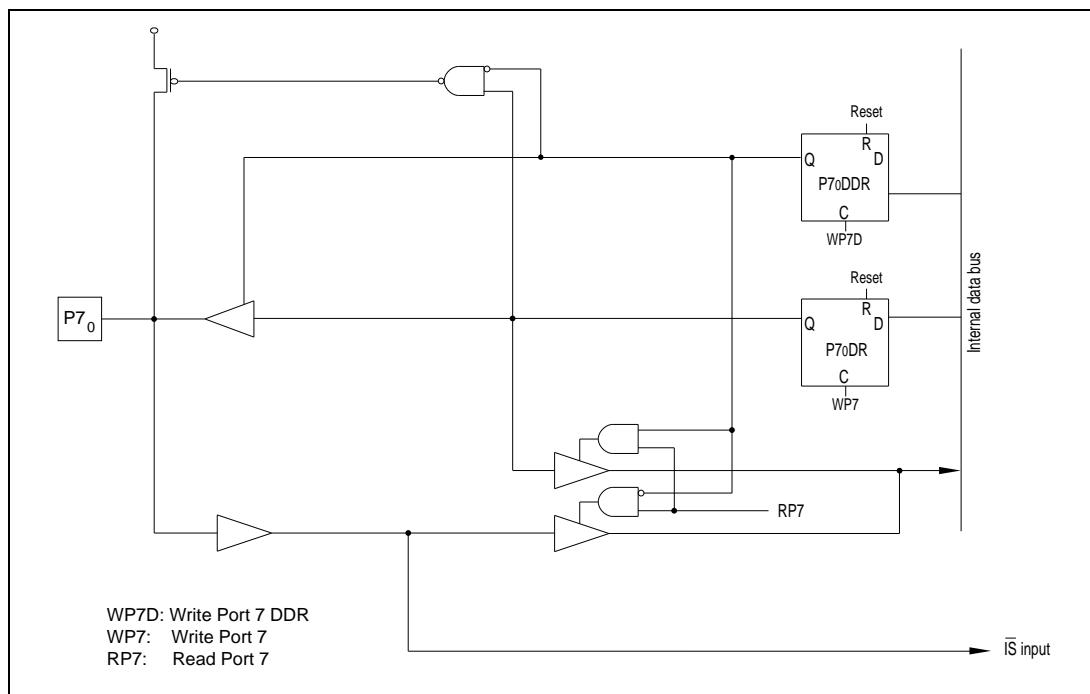 Reset
R
Q D
P7₀DDR
C
WP7D
Reset
P7₀
R
Q D
P7₀DR
C
WP7
Internal data bus
RP7
WP7D: Write Port 7 DDR
WP7: Write Port 7
RP7: Read Port 7
I̅S̅ input